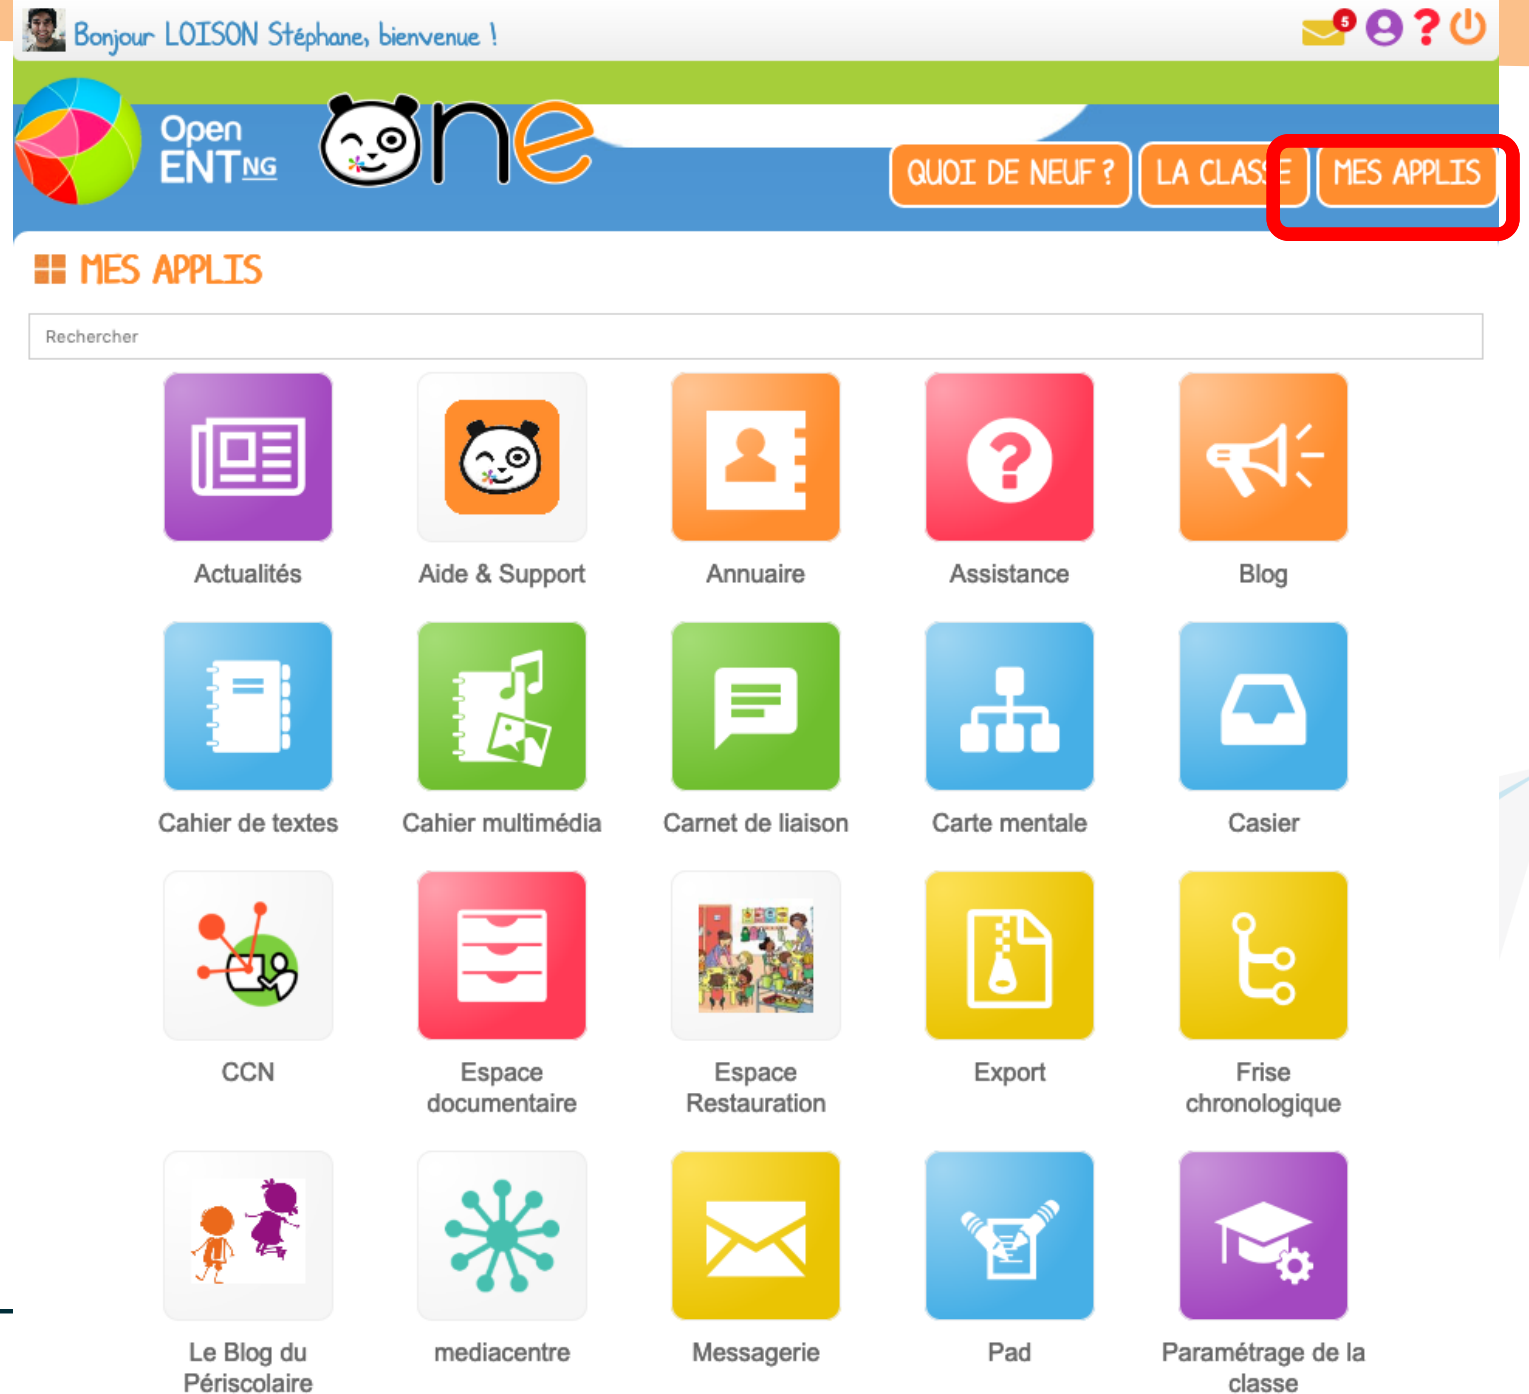 Bonjour LOISON Stéphane, bienvenue !
5
?
Open
ENT NG
One
QUOI DE NEUF ?
LA CLASSE
MES APPLIS
MES APPLIS
Rechercher
?
Actualités
Aide & Support
Annuaire
Assistance
Blog
Cahier de textes
Cahier multimédia
Carnet de liaison
Carte mentale
Casier
CCN
Espace
documentaire
Espace
Restauration
Export
Frise
chronologique
Le Blog du
Périscolaire
mediacentre
Messagerie
Pad
Paramétrage de la
classe